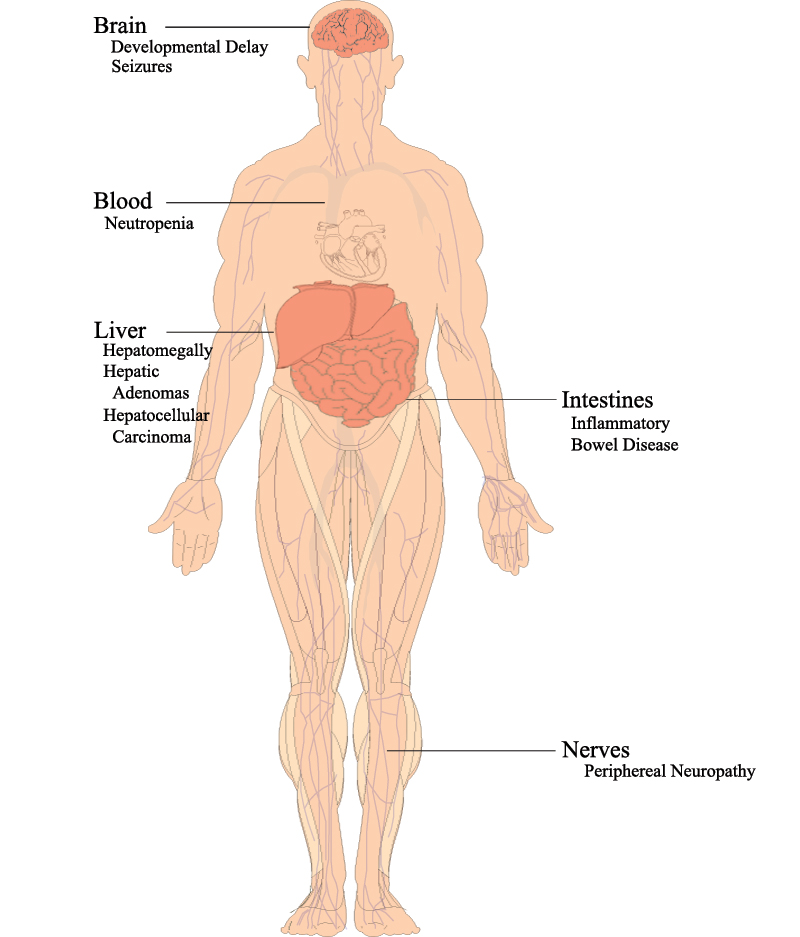 Brain
Developmental Delay
Seizures
Blood
Neutropenia
Liver
Hepatomegally
Hepatic
Adenomas
Hepatocellular
Carcinoma
Intestines
Inflammatory
Bowel Disease
Nerves
Periphereal Neuropathy